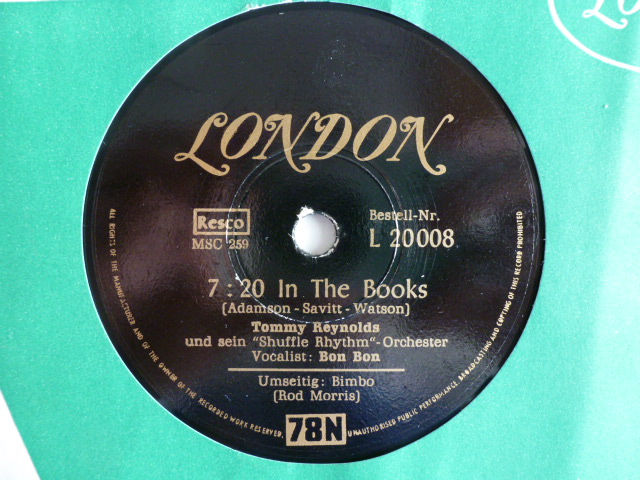 LONDON
Resco
MSC 259
Bestell-Nr.
L 20008
7:20 In The Books
(Adamson - Savitt - Watson)
Tommy Reynolds
und sein "Shuffle Rhythm"-Orchester
Vocalist: Bon Bon
Umseitig: Bimbo
(Rod Morris)
78N
ALL RIGHTS OF THE MANUFACTURER AND OF THE OWNER OF THE RECORDED WORK RESERVED. UNAUTHORISED PUBLIC PERFORMANCE, BROADCASTING AND COPYING OF THIS RECORD PROHIBITED